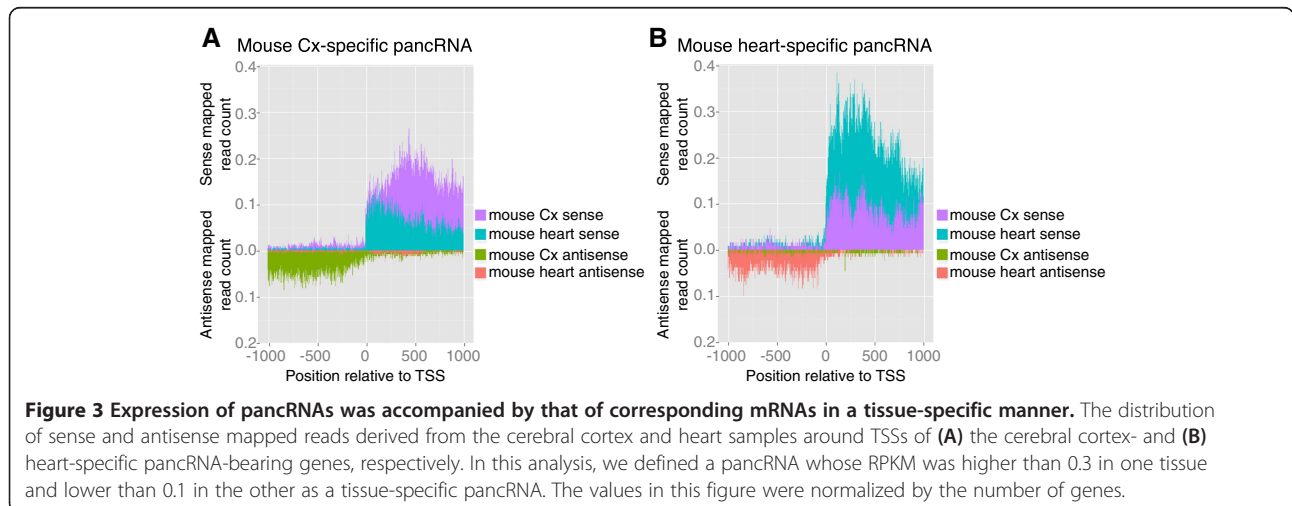 A
Mouse Cx-specific pancRNA
Sense mapped
read count
Antisense mapped
read count
0.4
0.3
0.2
0.1
0.0
0.1
0.2
-1000
-500
0
500
1000
Position relative to TSS
mouse Cx sense
mouse heart sense
mouse Cx antisense
mouse heart antisense
B
Mouse heart-specific pancRNA
Sense mapped
read count
Antisense mapped
read count
0.4
0.3
0.2
0.1
0.0
0.1
0.2
-1000
-500
0
500
1000
Position relative to TSS
mouse Cx sense
mouse heart sense
mouse Cx antisense
mouse heart antisense
Figure 3 Expression of pancRNAs was accompanied by that of corresponding mRNAs in a tissue-specific manner. The distribution
of sense and antisense mapped reads derived from the cerebral cortex and heart samples around TSSs of (A) the cerebral cortex- and (B)
heart-specific pancRNA-bearing genes, respectively. In this analysis, we defined a pancRNA whose RPKM was higher than 0.3 in one tissue
and lower than 0.1 in the other as a tissue-specific pancRNA. The values in this figure were normalized by the number of genes.